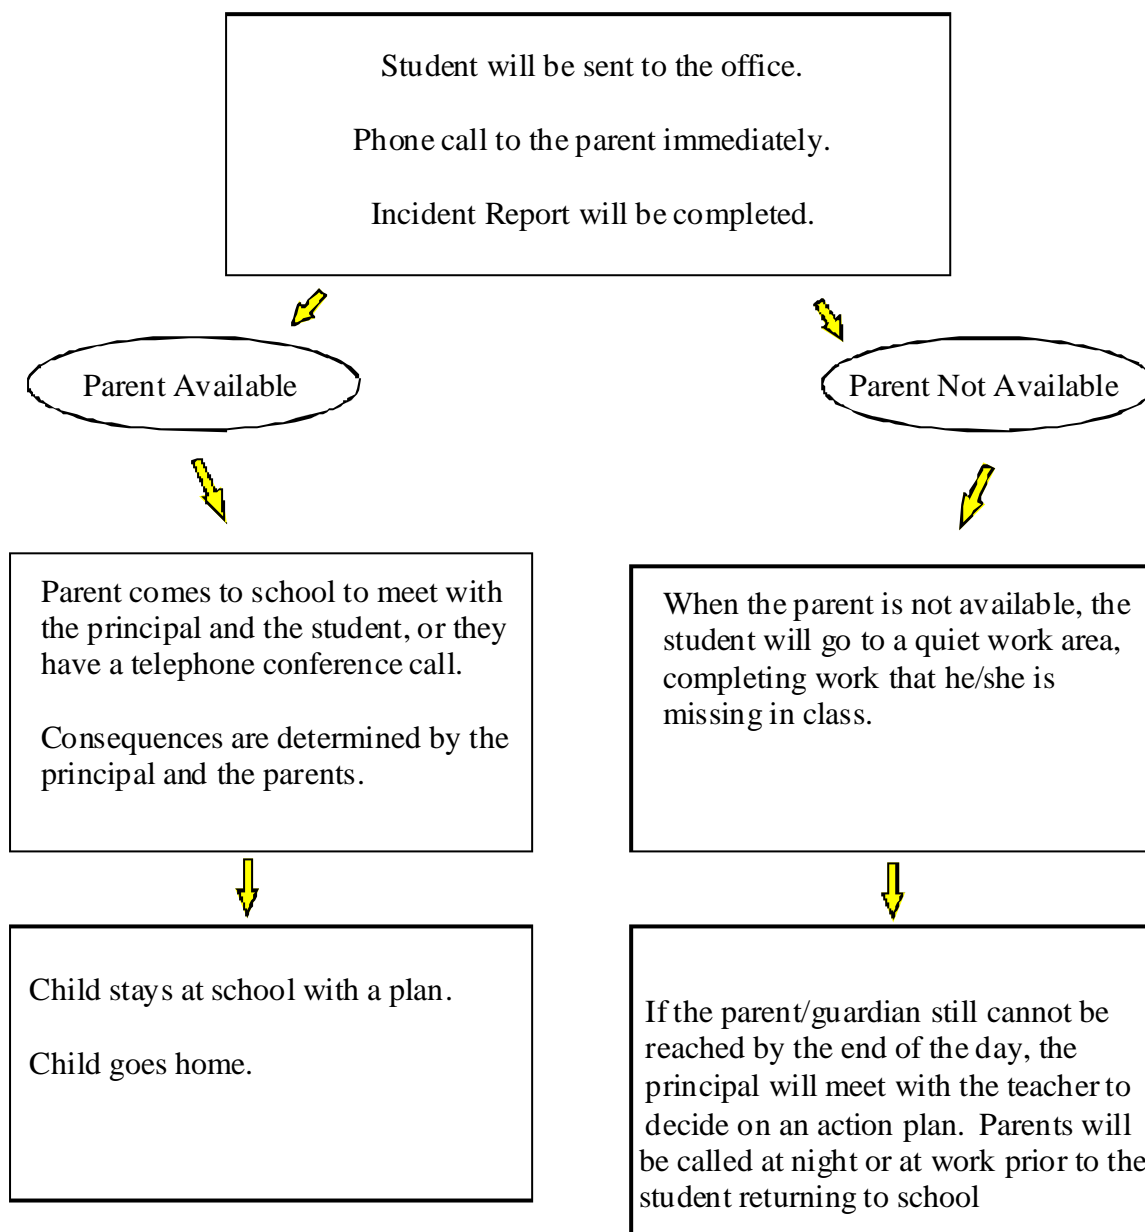 Student will be sent to the office.
Phone call to the parent immediately.
Incident Report will be completed.
Parent Available
Parent Not Available
Parent comes to school to meet with
the principal and the student, or they
have a telephone conference call.
Consequences are determined by the
principal and the parents.
When the parent is not available, the
student will go to a quiet work area,
completing work that he/she is
missing in class.
Child stays at school with a plan.
Child goes home.
If the parent/guardian still cannot be
reached by the end of the day, the
principal will meet with the teacher to
decide on an action plan.  Parents will
be called at night or at work prior to the
student returning to school